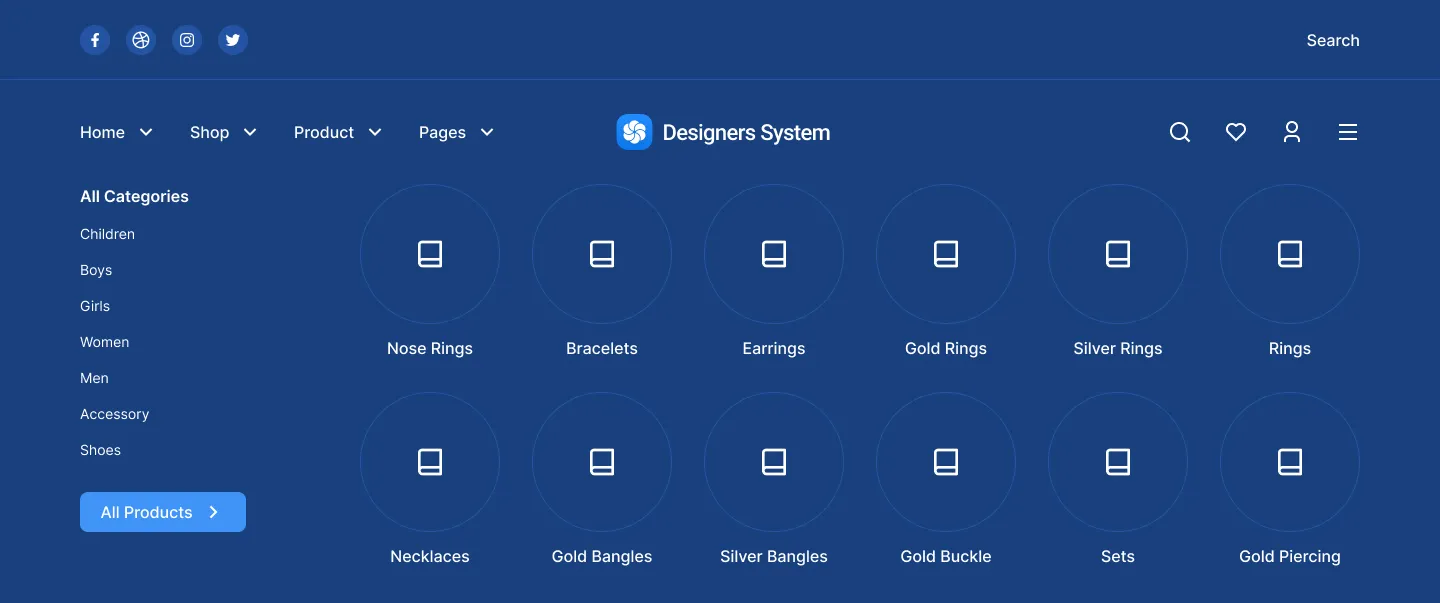 Search
Home
Shop
Product
Pages
Designers System
All Categories
Children
Boys
Girls
Women
Men
Accessory
Shoes
All Products
Nose Rings
Bracelets
Earrings
Gold Rings
Silver Rings
Rings
Necklaces
Gold Bangles
Silver Bangles
Gold Buckle
Sets
Gold Piercing